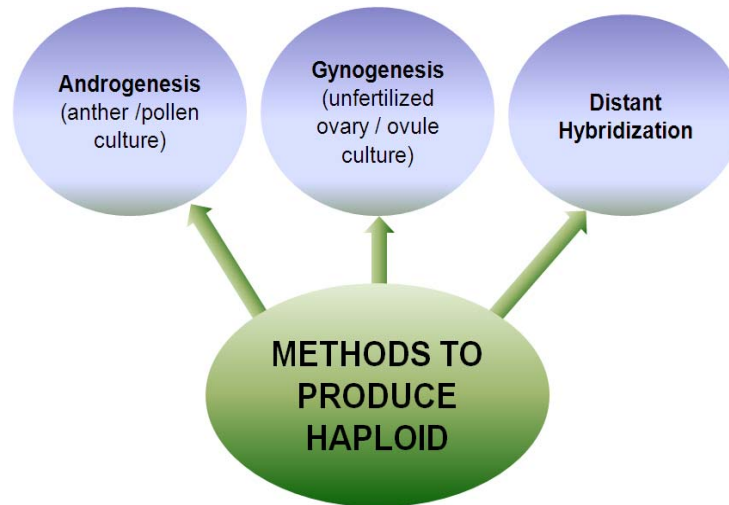 Androgenesis
(anther /pollen
culture)
Gynogenesis
(unfertilized
ovary / ovule
culture)
Distant
Hybridization
METHODS TO
PRODUCE
HAPLOID